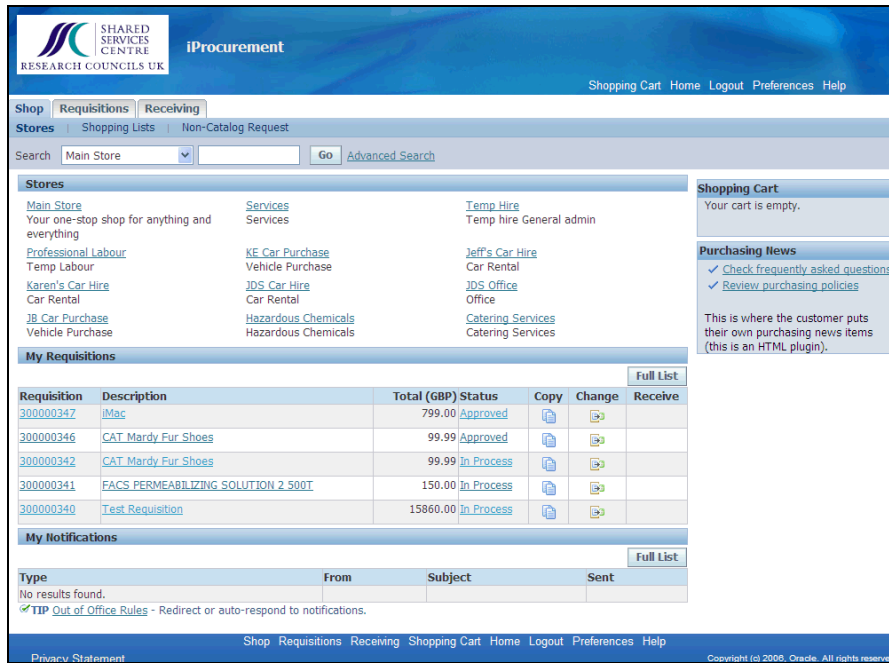 SHARED
SERVICES
CENTRE
RESEARCH COUNCILS UK
iProcurement
Shopping Cart Home Logout Preferences Help
Shop Requisitions Receiving
Stores | Shopping Lists | Non-Catalog Request
Search Main Store Go Advanced Search
Stores
Main Store Services Temp Hire
Your one-stop shop for anything and Services Temp hire General admin
everything
Professional Labour KE Car Purchase Jeff's Car Hire
Temp Labour Vehicle Purchase Car Rental
Karen's Car Hire JDS Car Hire JDS Office
Car Rental Car Rental Office
JB Car Purchase Hazardous Chemicals Catering Services
Vehicle Purchase Hazardous Chemicals Catering Services
Shopping Cart
Your cart is empty.
Purchasing News
Check frequently asked questions
Review purchasing policies
This is where the customer puts
their own purchasing news items
(this is an HTML plugin).
My Requisitions
Full List
Requisition Description Total (GBP) Status Copy Change Receive
300000347 iMac 799.00 Approved
300000346 CAT Mardy Fur Shoes 99.99 Approved
300000342 CAT Mardy Fur Shoes 99.99 In Process
300000341 FACS PERMEABILIZING SOLUTION 2 500T 150.00 In Process
300000340 Test Requisition 15860.00 In Process
My Notifications
Full List
Type From Subject Sent
No results found.
TIP Out of Office Rules - Redirect or auto-respond to notifications.
Shop Requisitions Receiving Shopping Cart Home Logout Preferences Help
Privacy Statement Copyright (c) 2006, Oracle. All rights reserve